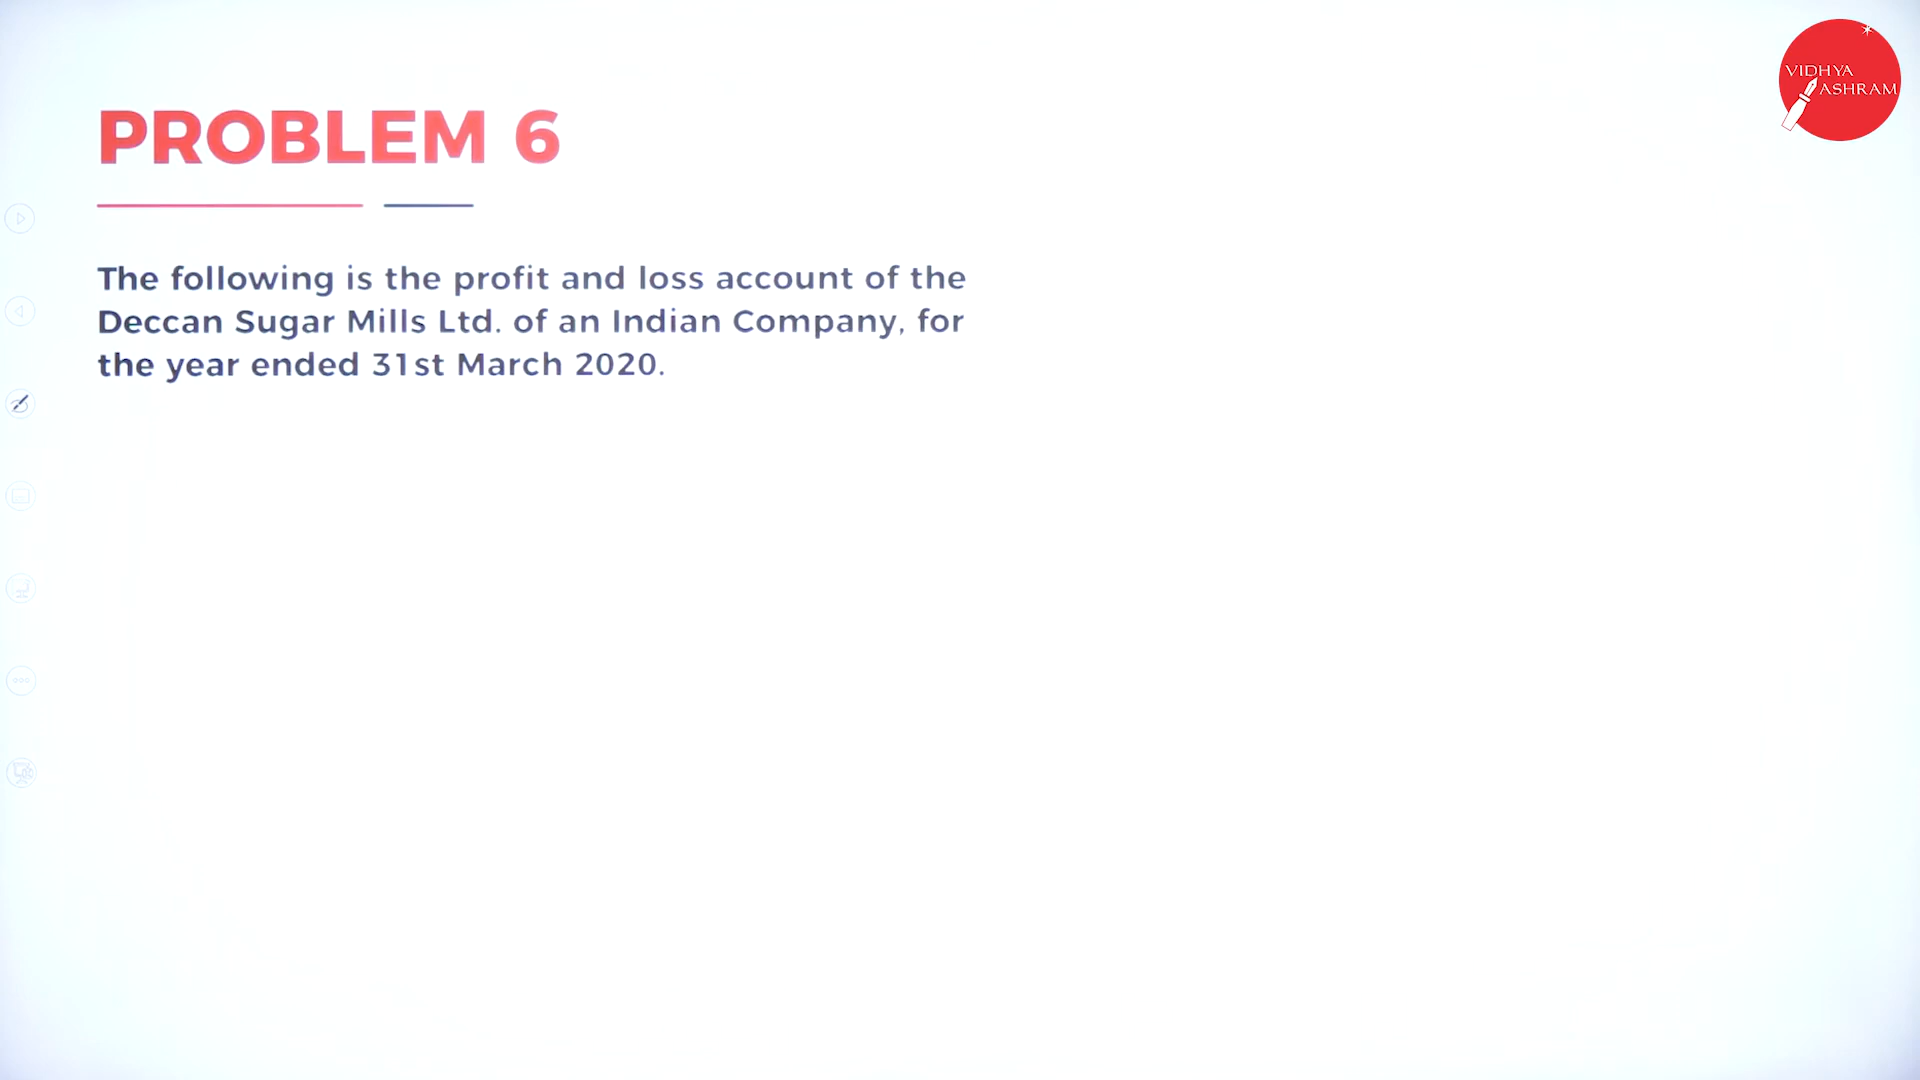 VIDHYA
ASHRAM
PROBLEM 6
The following is the profit and loss account of the
Deccan Sugar Mills Ltd. of an Indian Company, for
the year ended 31st March 2020.